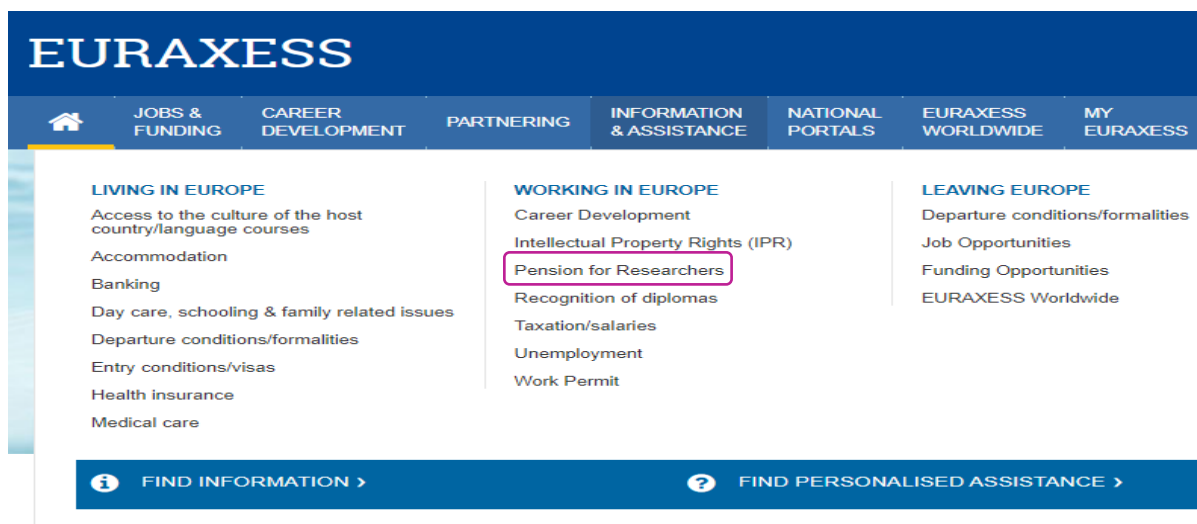 EURAXESS
JOBS &
FUNDING
CAREER
DEVELOPMENT
PARTNERING
INFORMATION
& ASSISTANCE
NATIONAL
PORTALS
EURAXESS
WORLDWIDE
MY
EURAXESS
LIVING IN EUROPE
Access to the culture of the host
country/language courses
Accommodation
Banking
Day care, schooling & family related issues
Departure conditions/formalities
Entry conditions/visas
Health insurance
Medical care
WORKING IN EUROPE
Career Development
Intellectual Property Rights (IPR)
Pension for Researchers
Recognition of diplomas
Taxation/salaries
Unemployment
Work Permit
LEAVING EUROPE
Departure conditions/formalities
Job Opportunities
Funding Opportunities
EURAXESS Worldwide
FIND INFORMATION >
FIND PERSONALISED ASSISTANCE >